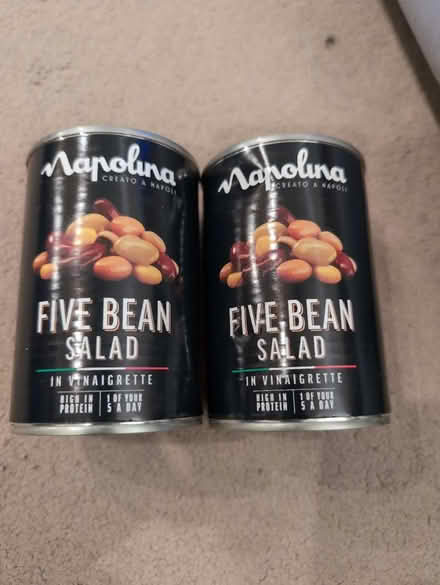 Napolina
CREATO A NAPOLI
FIVE BEAN
SALAD
IN VINAIGRETTE
HIGH IN
PROTEIN
1 OF YOUR
5 A DAY
Napolina
CREATO A NAPOLI
FIVE BEAN
SALAD
IN VINAIGRETTE
HIGH IN
PROTEIN
1 OF YOUR
5 A DAY